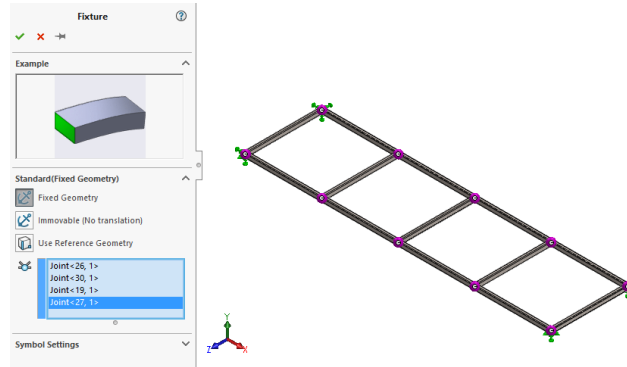 Fixture
Example
Standard(Fixed Geometry)
Fixed Geometry
Immovable (No translation)
Use Reference Geometry
Joint<26, 1>
Joint<30, 1>
Joint<19, 1>
Joint<27, 1>
Symbol Settings
Y
Z
X